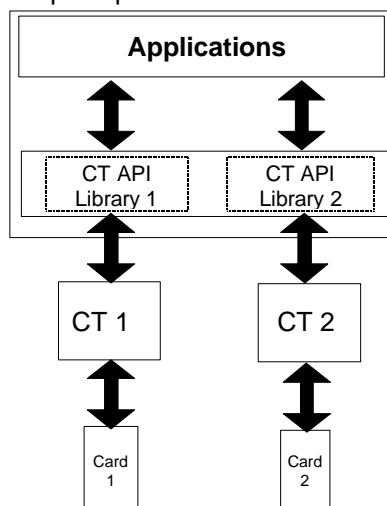 Applications
CT API
Library 1
CT API
Library 2
CT 1
CT 2
Card
1
Card
2